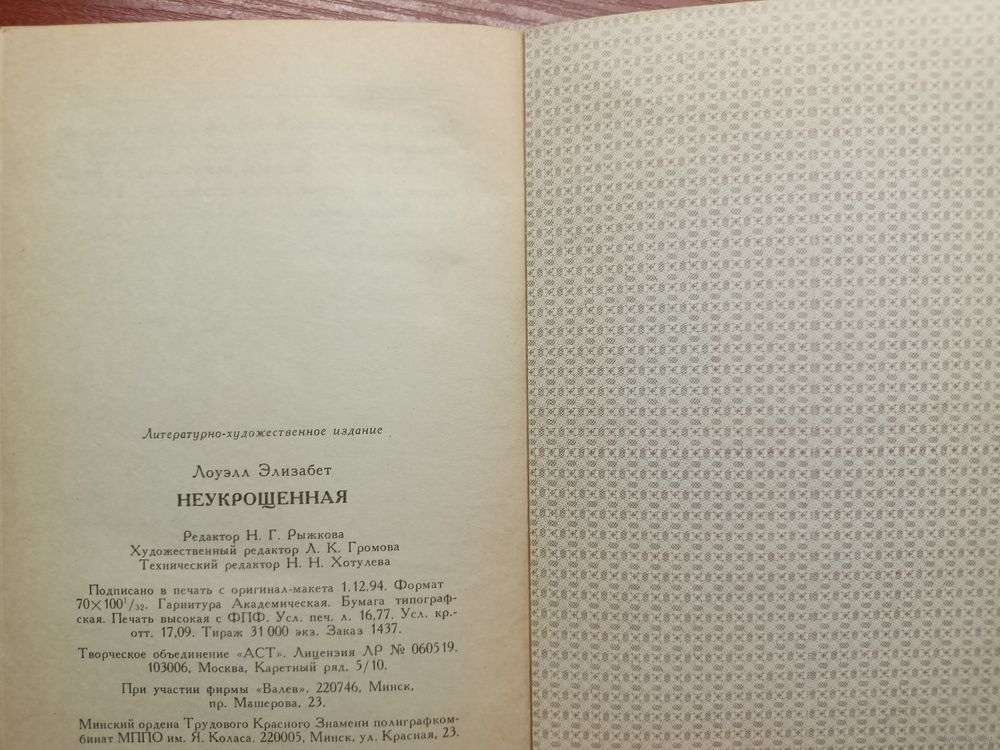 Литературно-художественное издание
Лоуэлл Элизабет
НЕУКРОЩЕННАЯ
Редактор Н. Г. Рыжкова
Художественный редактор Л. К. Громова
Технический редактор Н. Н. Хотулева
Подписано в печать с оригинал-макета 1.12.94. Формат
70×100¹/₃₂. Гарнитура Академическая. Бумага типограф-
ская. Печать высокая с ФПФ. Усл. печ. л. 16,77. Усл. кр.-
отт. 17,09. Тираж 31 000 экз. Заказ 1437.
Творческое объединение «АСТ». Лицензия ЛР № 060519.
103006, Москва, Каретный ряд, 5/10.
При участии фирмы «Валев». 220746, Минск,
пр. Машерова, 23.
Минский ордена Трудового Красного Знамени полиграфком-
бинат МППО им. Я. Коласа. 220005, Минск, ул. Красная, 23.